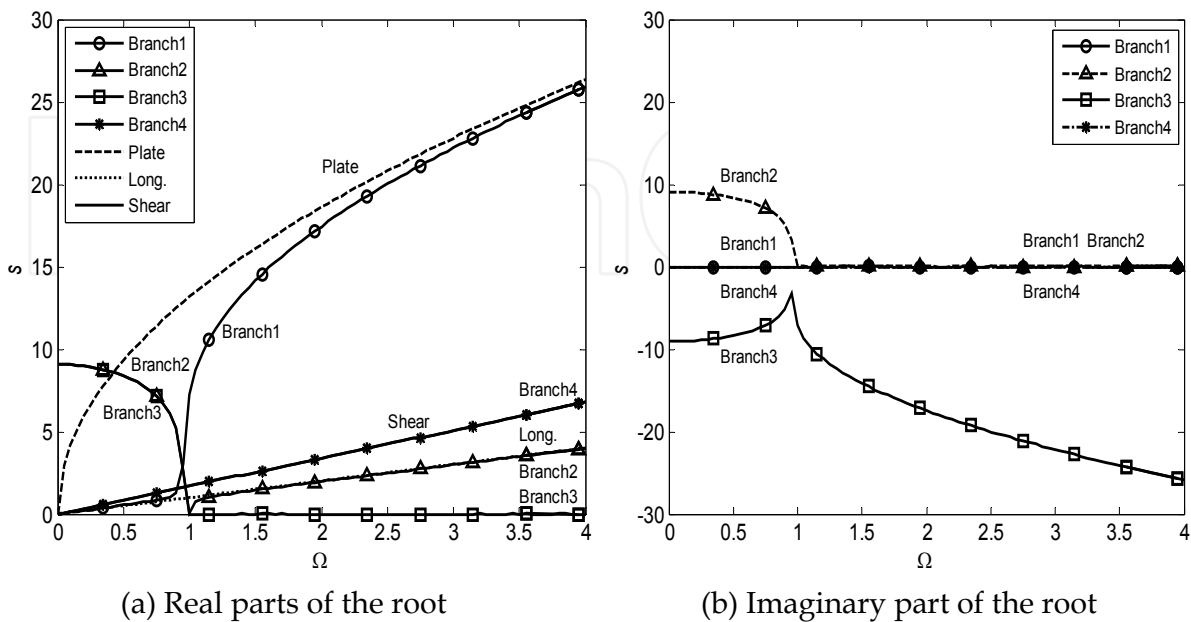 30
25
20
15
10
5
0
s
0
0.5
1
1.5
2
2.5
3
3.5
4
Ω
Branch1
Branch2
Branch3
Branch4
Plate
Long.
Shear
Plate
Branch1
Branch2
Branch3
Branch4
Shear
Long.
Branch2
Branch3
(a) Real parts of the root
30
20
10
0
-10
-20
-30
s
0
0.5
1
1.5
2
2.5
3
3.5
4
Ω
Branch1
Branch2
Branch3
Branch4
Branch2
Branch1
Branch1 Branch2
Branch4
Branch4
Branch3
(b) Imaginary part of the root